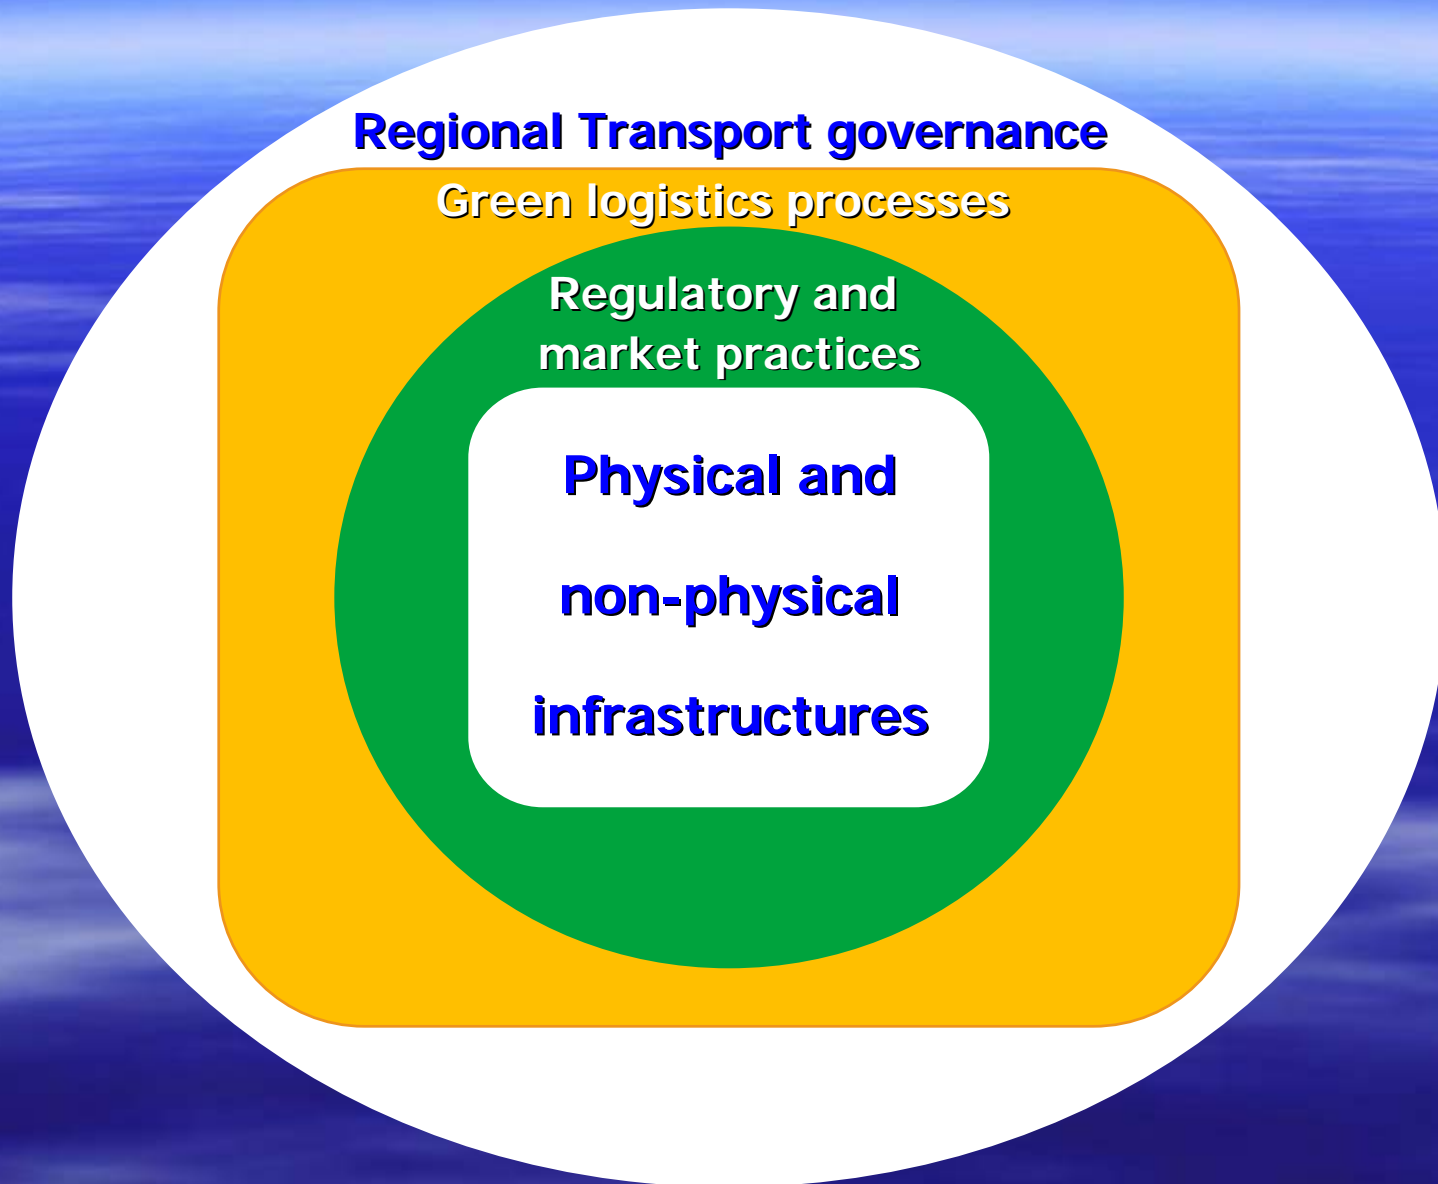 Regional Transport governance
Green logistics processes
Regulatory and
market practices
Physical and
non-physical
infrastructures